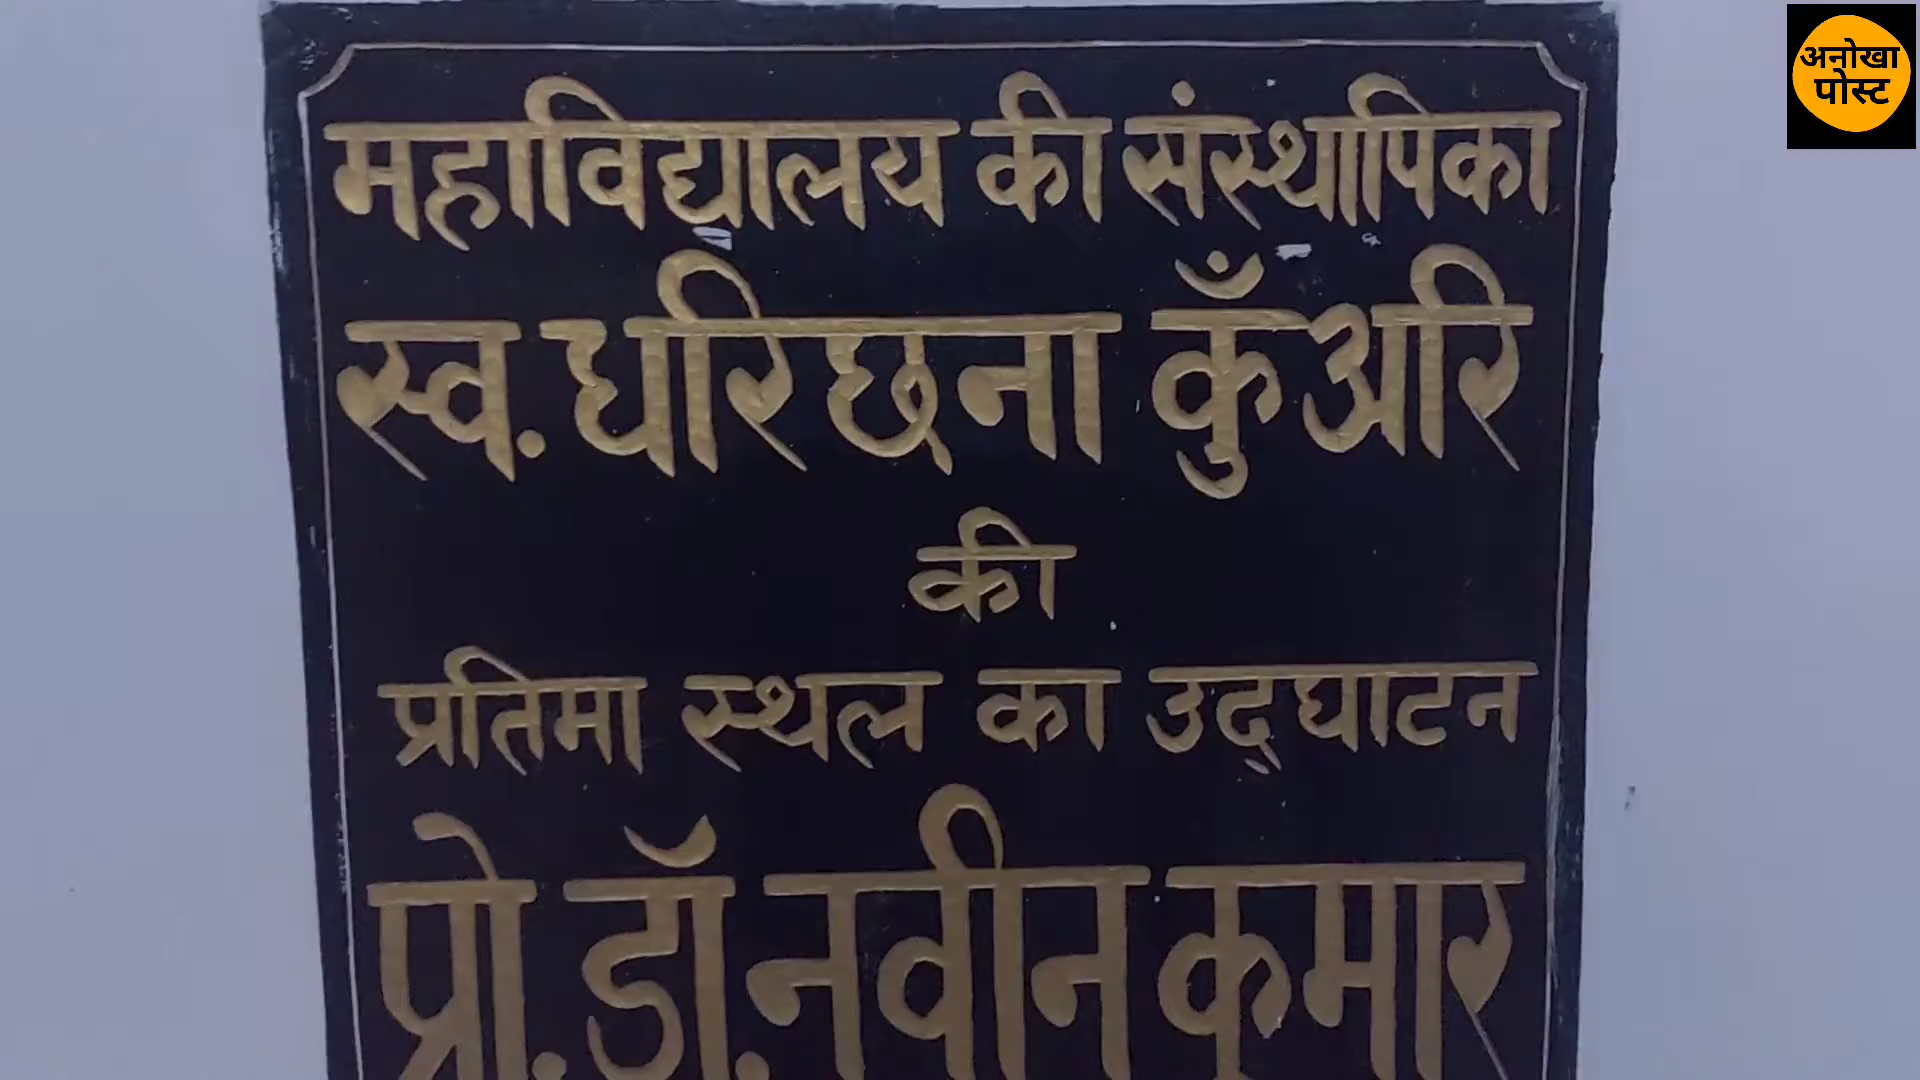 महाविद्यालय की संस्थापिका
स्व. धरिछना कुँअरि
की
प्रतिमा स्थल का उद्‌घाटन
प्रो. डॉ. नवीन कुमार
अनोखा
पोस्ट